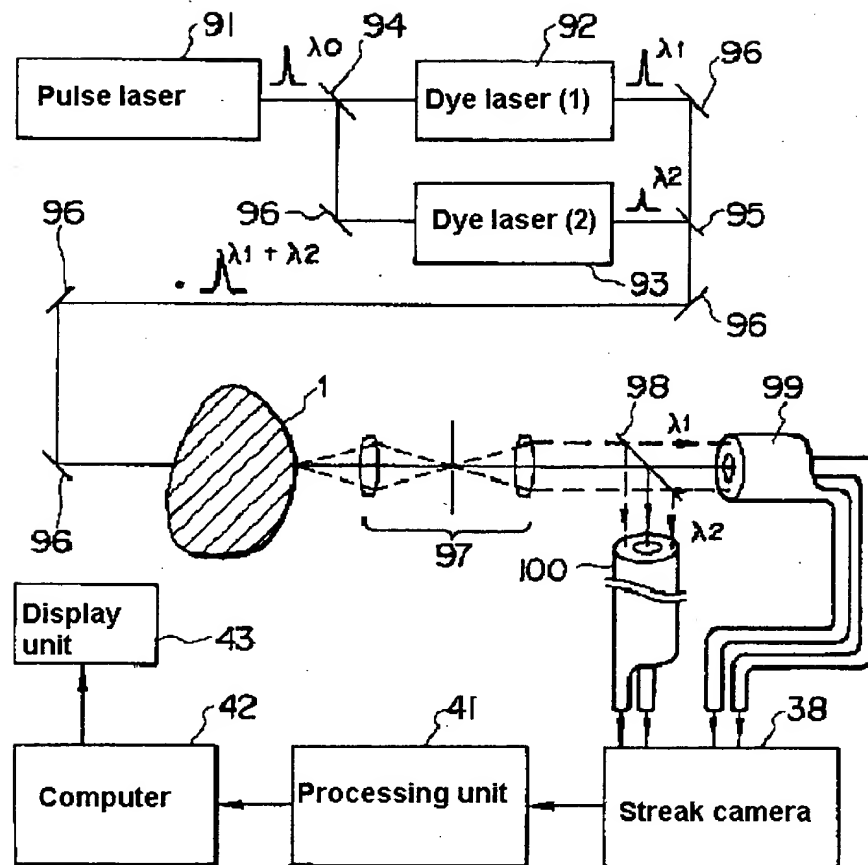 91
λ0
94
92
λ1
96
Pulse laser
Dye laser (1)
96
Dye laser (2)
λ2
95
96
λ1 + λ2
93
96
1
98
λ1
99
96
97
λ2
100
Display unit
43
42
41
38
Computer
Processing unit
Streak camera